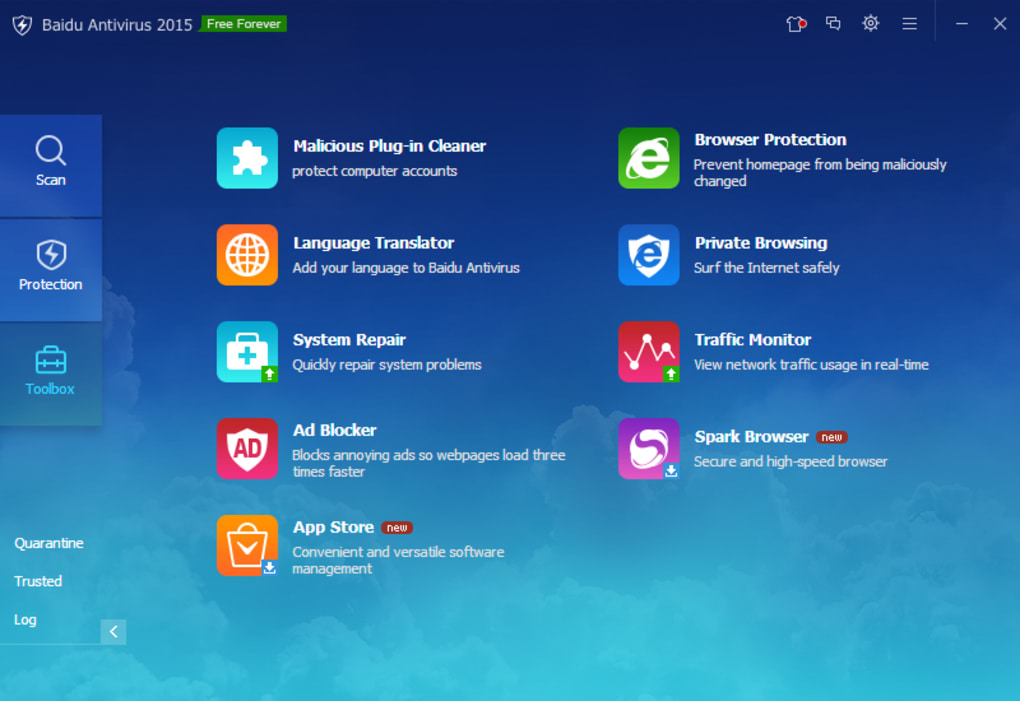 Baidu Antivirus 2015 Free Forever
Scan
Protection
Toolbox
Quarantine
Trusted
Log
Malicious Plug-in Cleaner
protect computer accounts
Browser Protection
Prevent homepage from being maliciously
changed
Language Translator
Add your language to Baidu Antivirus
Private Browsing
Surf the Internet safely
System Repair
Quickly repair system problems
Traffic Monitor
View network traffic usage in real-time
AD
Ad Blocker
Blocks annoying ads so webpages load three
times faster
Spark Browser new
Secure and high-speed browser
App Store new
Convenient and versatile software
management